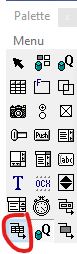 Palette
Menu
Q
Push
[abc]
T
OCX
Q